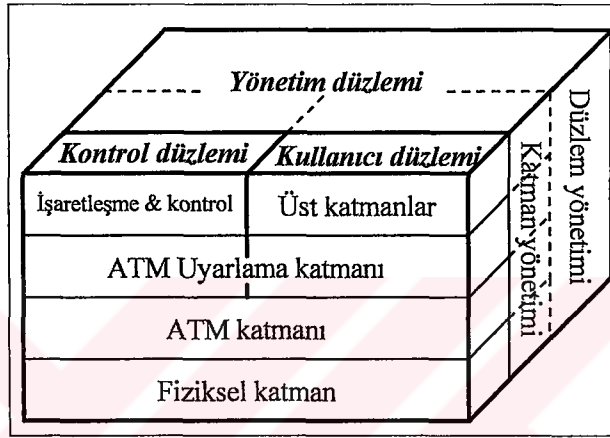 Yönetim düzlemi
Kontrol düzlemi
Kullanıcı düzlemi
İşaretleşme & kontrol
Üst katmanlar
ATM Uyarlama katmanı
ATM katmanı
Fiziksel katman
Katman yönetimi
Düzlem yönetimi